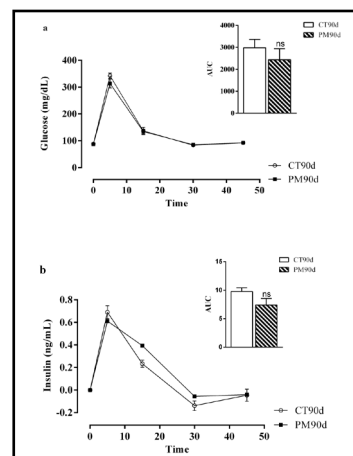 a
4000
3000
2000
1000
0
AUC
ns
CT90d
PM90d
400
300
200
100
0
Glucose (mg/dL)
0 10 20 30 40 50
Time
CT90d
PM90d
b
15
10
5
0
AUC
ns
CT90d
PM90d
0.8
0.6
0.4
0.2
0.0
-0.2
Insulin (ng/mL)
0 10 20 30 40 50
Time
CT90d
PM90d